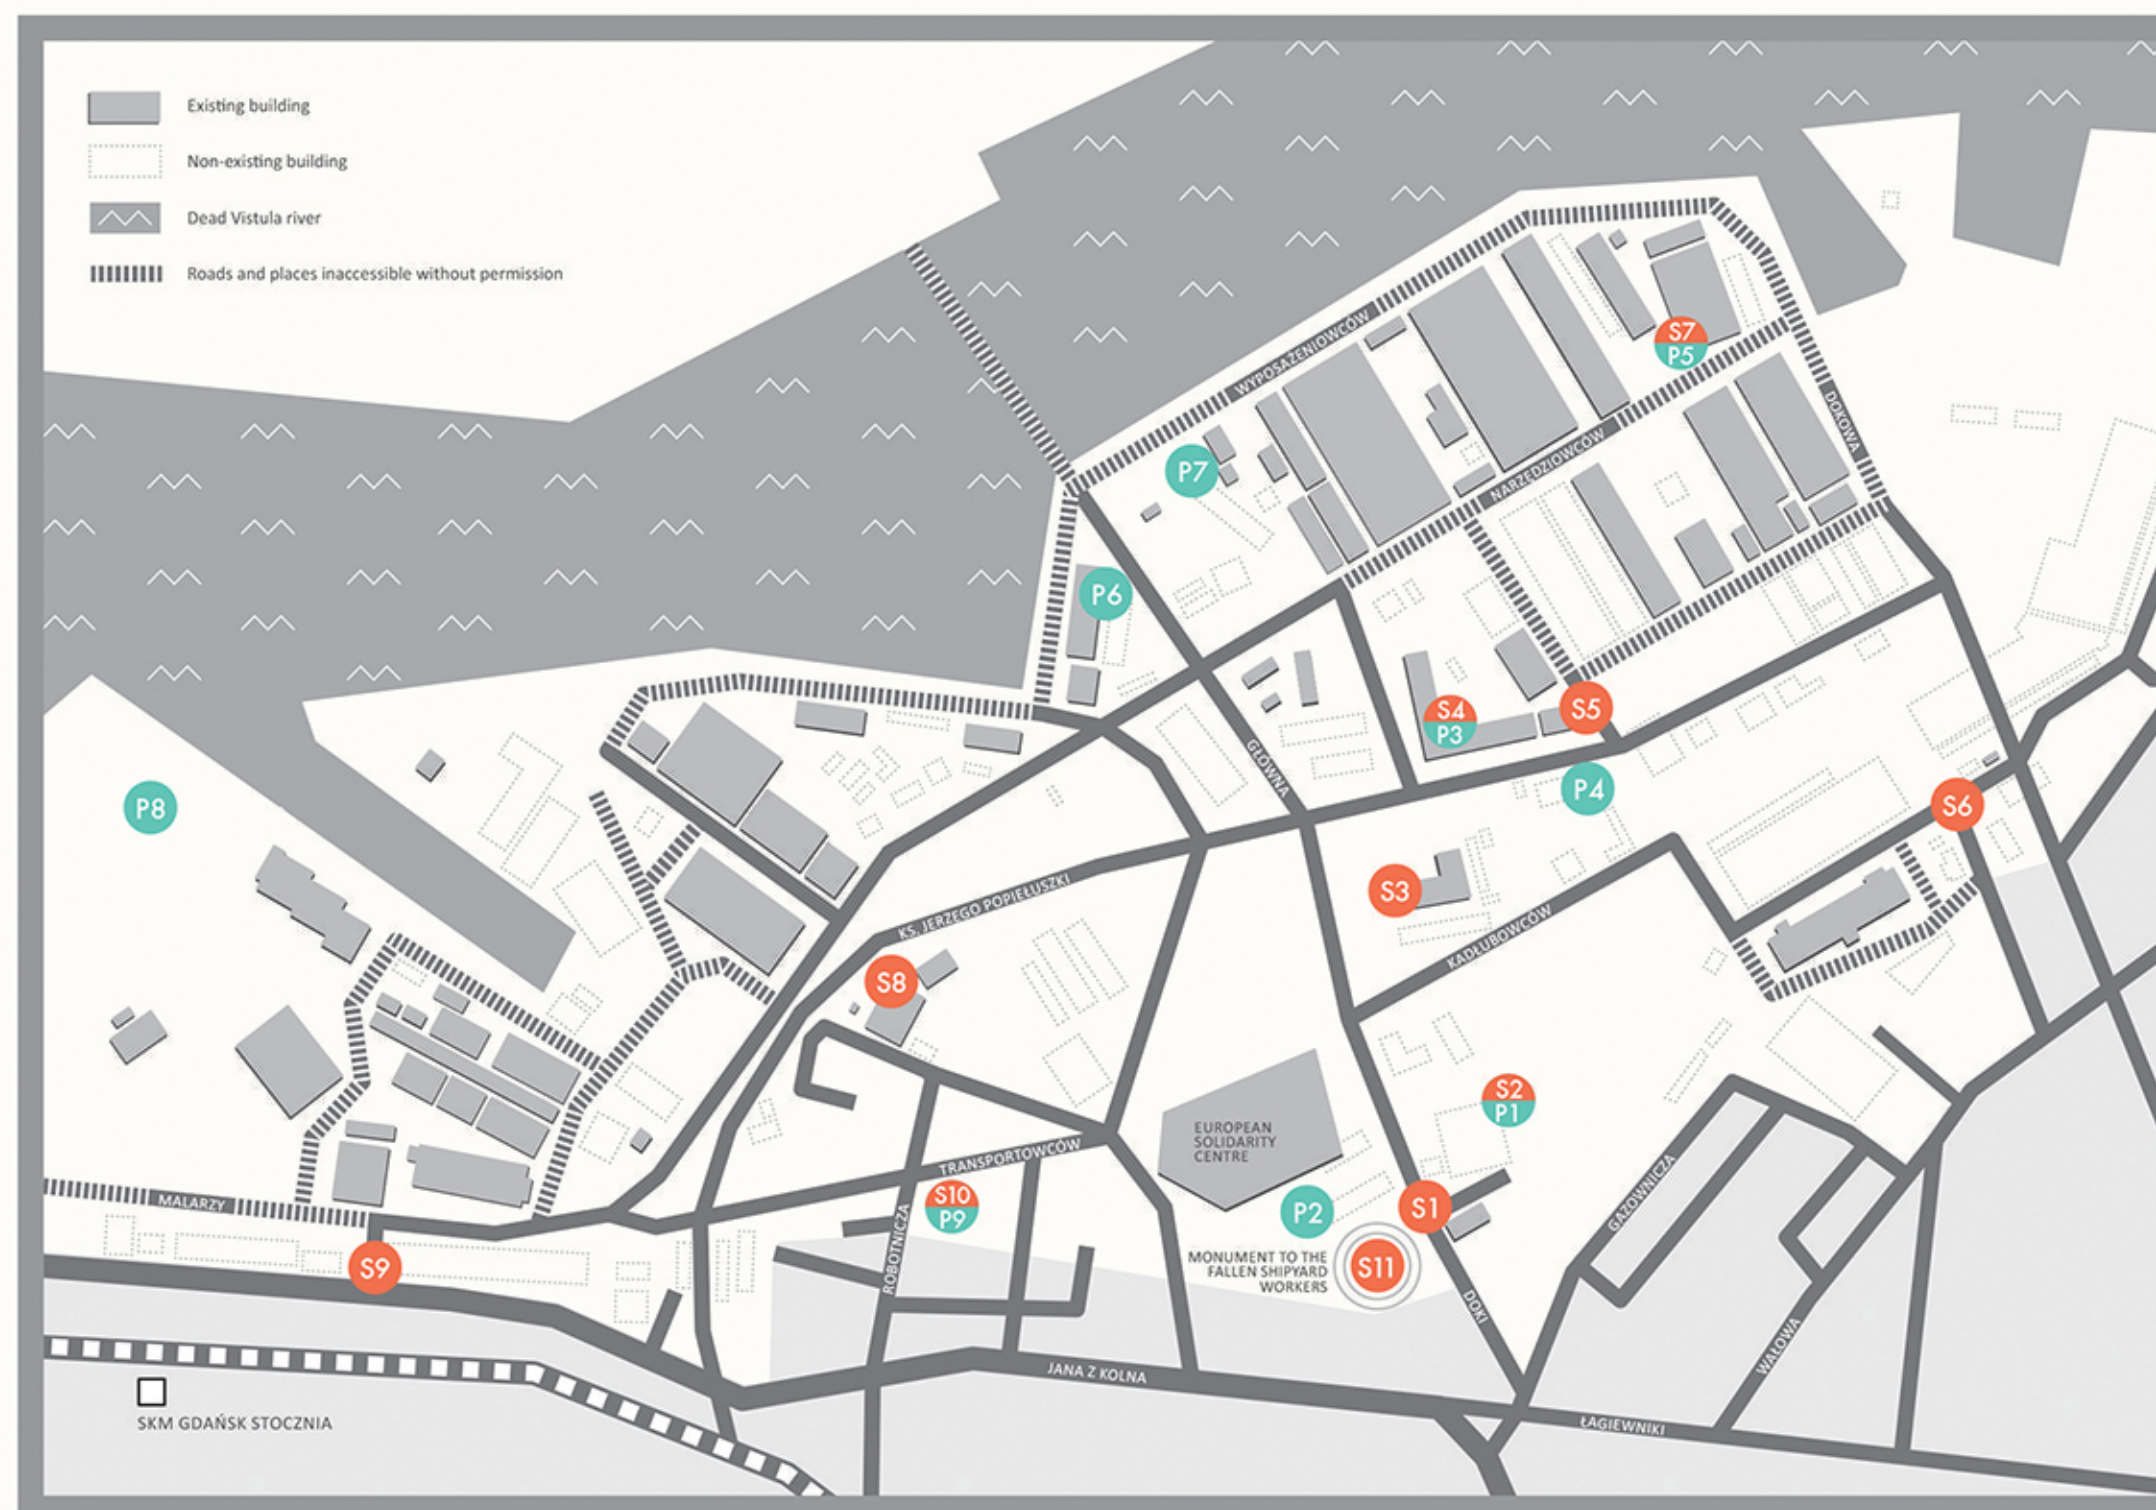 Existing building
Non-existing building
Dead Vistula river
Roads and places inaccessible without permission
WYPOSAŻENIOWCÓW
S7
P5
DOKOWA
NARZĘDZIOWCÓW
P7
P6
S4
P3
S5
GŁÓWNA
P4
S6
P8
S3
KS. JERZEGO POPIEŁUSZKI
KADŁUBOWCÓW
S8
S2
P1
EUROPEAN
SOLIDARITY
CENTRE
TRANSPORTOWCÓW
GAZOWNICZA
MALARZY
S10
P9
P2
S1
ROBOTNICZA
S9
MONUMENT TO THE
FALLEN SHIPYARD
WORKERS
S11
DOKI
WAŁOWA
JANA Z KOLNA
SKM GDAŃSK STOCZNIA
ŁAGIEWNIKI